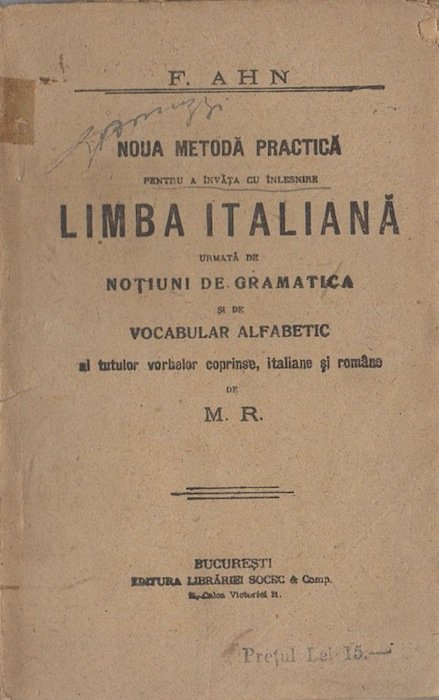 F. AHN
NOUA METODĂ PRACTICĂ
PENTRU A ÎNVĂȚA CU ÎNLESNIRE
LIMBA ITALIANĂ
URMATĂ DE
NOȚIUNI DE GRAMATICA
ȘI DE
VOCABULAR ALFABETIC
al tutulor vorbelor coprinse, italiane și române
DE
M. R.
BUCUREȘTI
EDITURA LIBRĂRIEI SOCEC & Comp.
Calea Victoriei
Prețul Lei 15.—